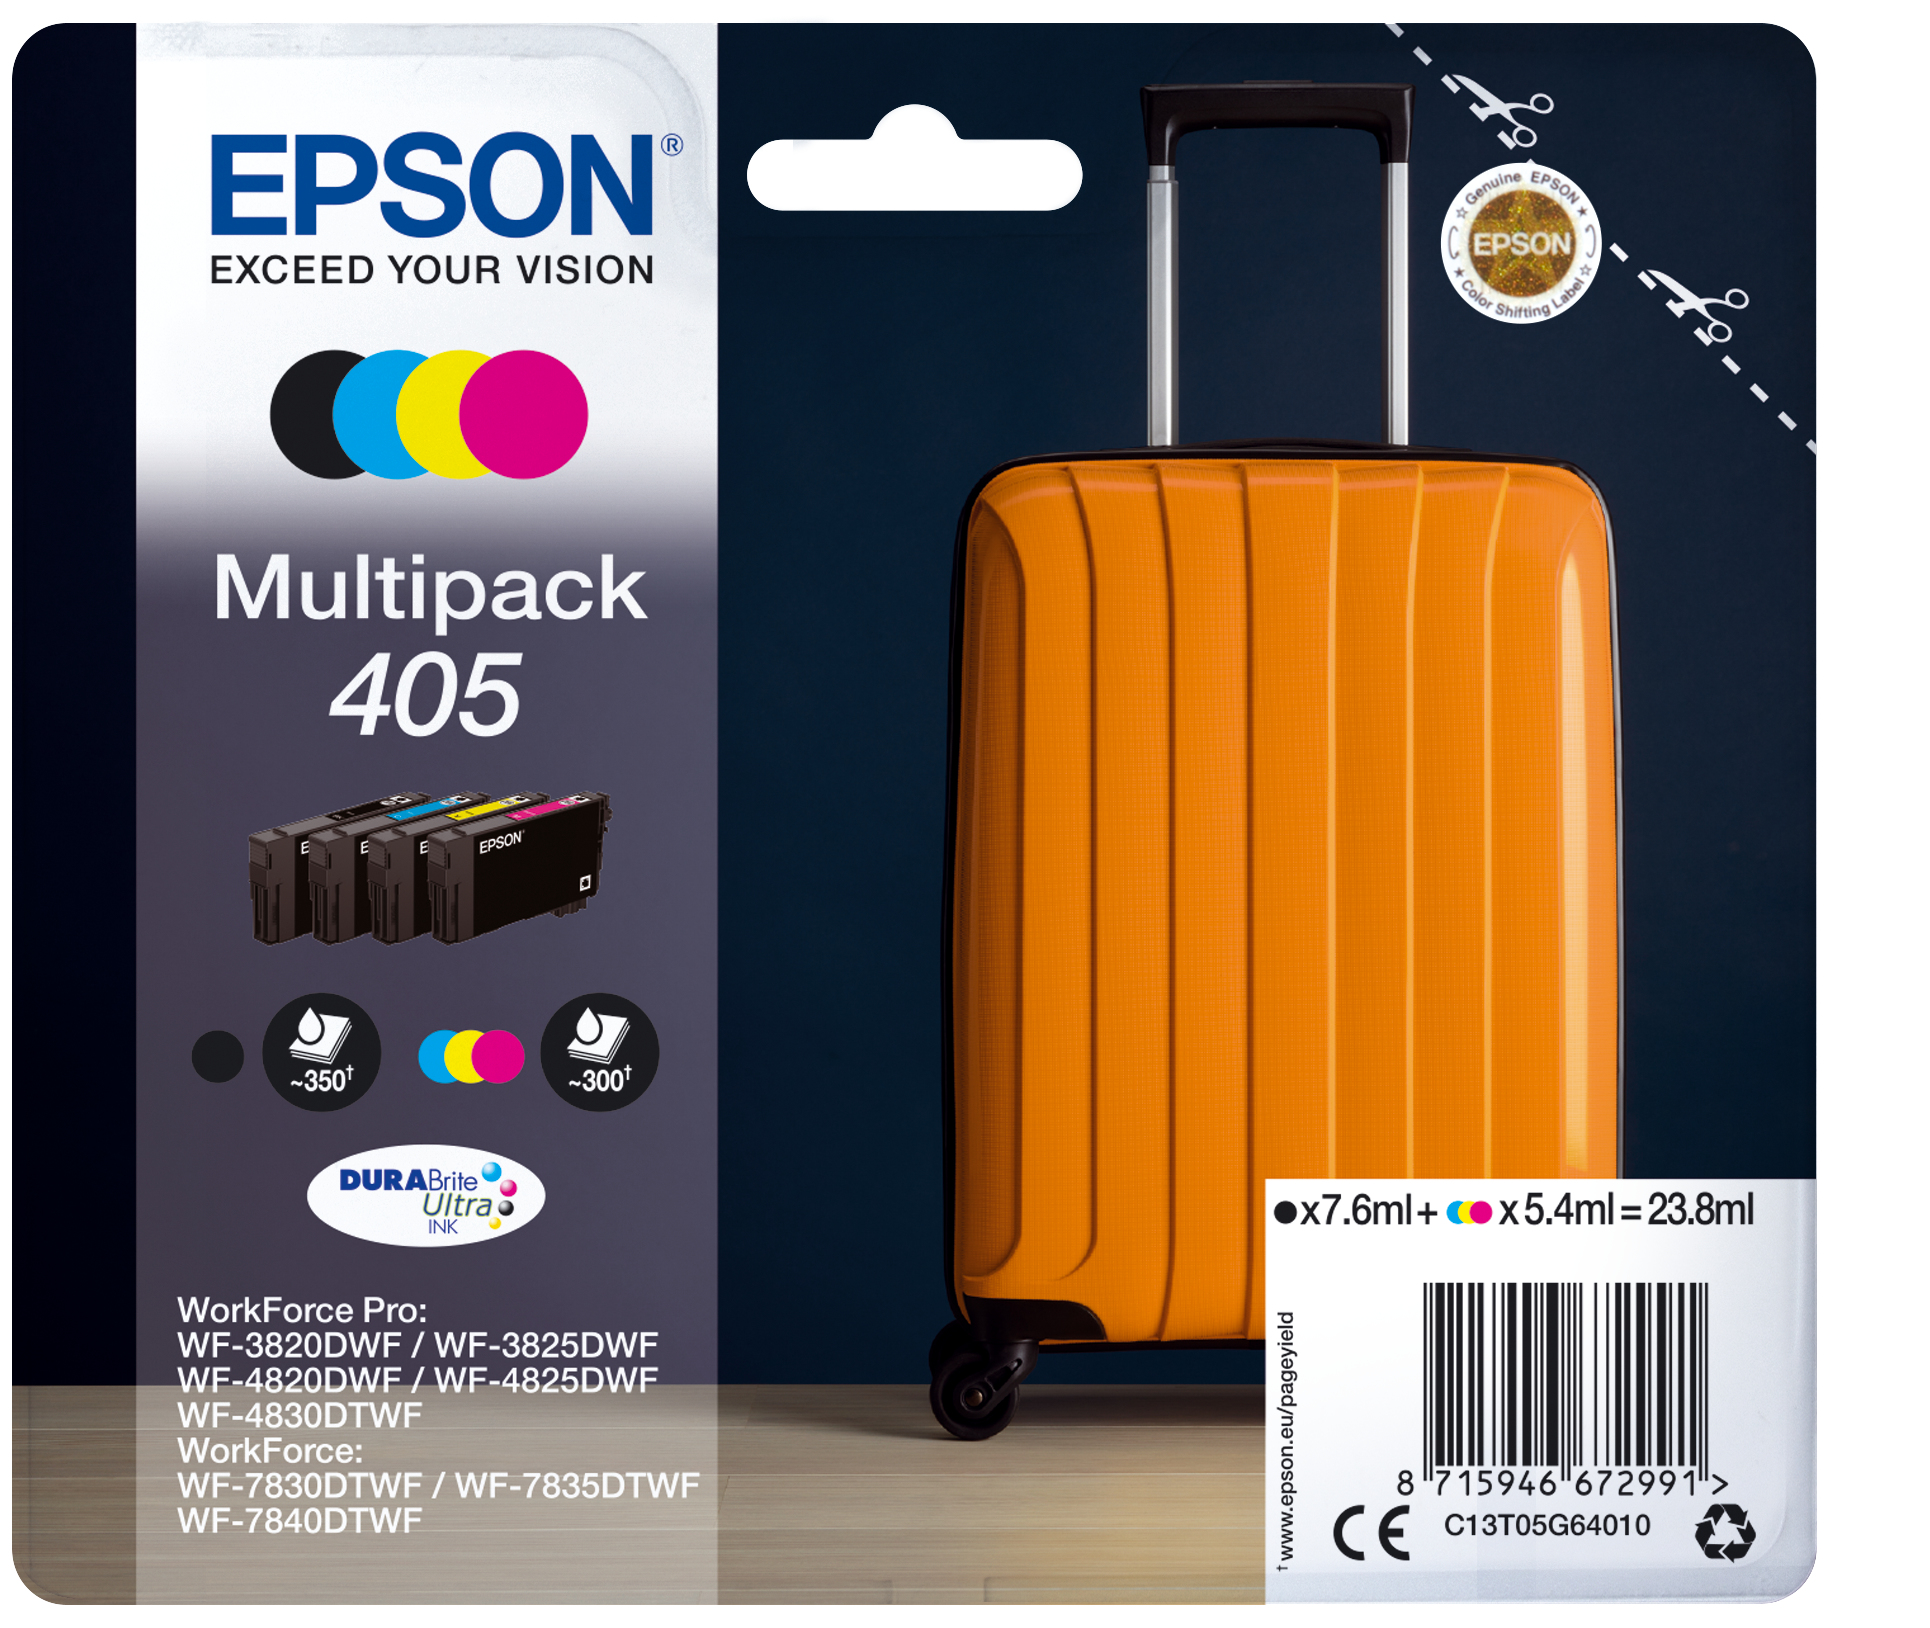 EPSON®
EXCEED YOUR VISION
Multipack
405
E
E
E
EPSON
~350†
~300†
DURABrite
Ultra
INK
WorkForce Pro:
WF-3820DWF / WF-3825DWF
WF-4820DWF / WF-4825DWF
WF-4830DTWF
WorkForce:
WF-7830DTWF / WF-7835DTWF
WF-7840DTWF
Genuine EPSON
EPSON
Color Shifting Label
x7.6ml+ x5.4ml=23.8ml
† www.epson.eu/pageyield
8 715946 672991 >
CE
C13T05G64010